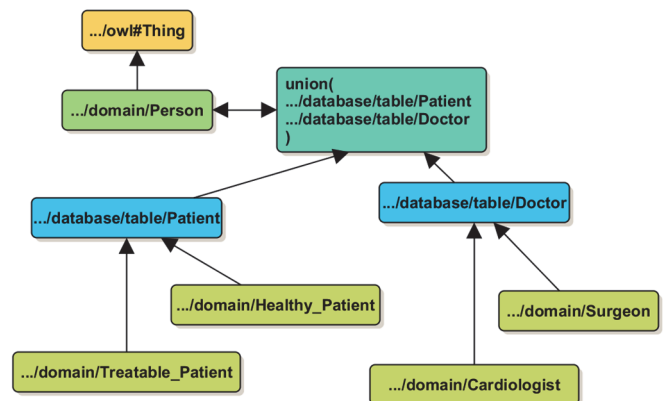 .../owl#Thing
.../domain/Person
union(
.../database/table/Patient
.../database/table/Doctor
)
.../database/table/Patient
.../database/table/Doctor
.../domain/Healthy_Patient
.../domain/Surgeon
.../domain/Treatable_Patient
.../domain/Cardiologist